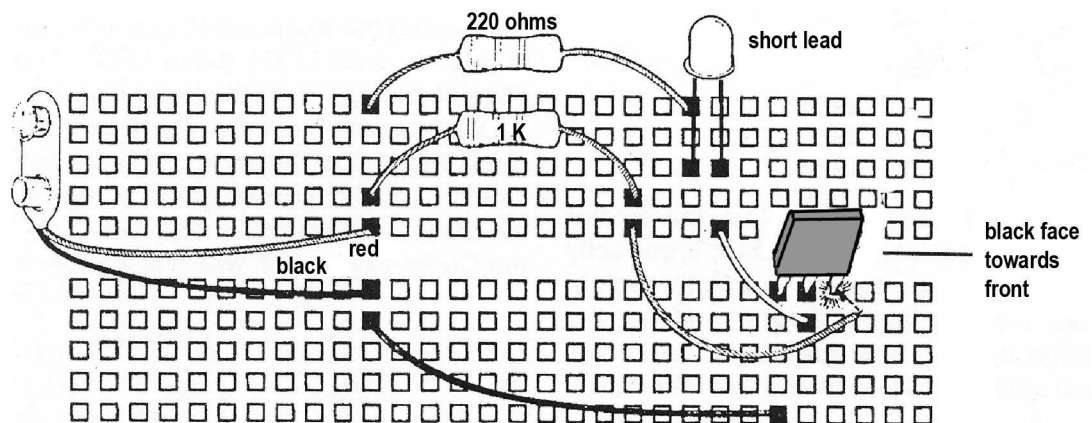 220 ohms
short lead
1 K
red
black
black face
towards
front